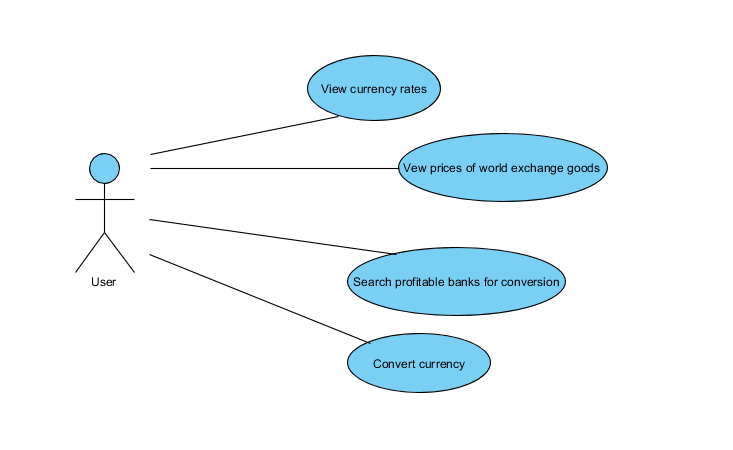 View currency rates
Vew prices of world exchange goods
User
Search profitable banks for conversion
Convert currency